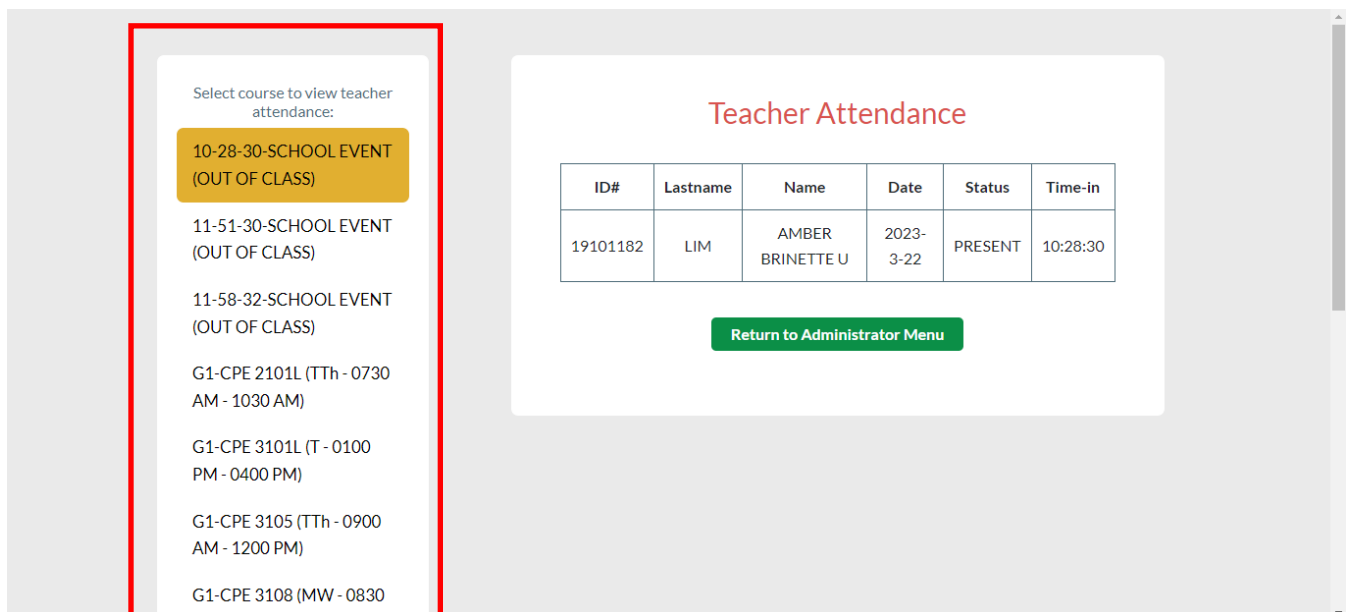 Select course to view teacher
attendance:
10-28-30-SCHOOL EVENT
(OUT OF CLASS)
11-51-30-SCHOOL EVENT
(OUT OF CLASS)
11-58-32-SCHOOL EVENT
(OUT OF CLASS)
G1-CPE 2101L (TTh - 0730
AM - 1030 AM)
G1-CPE 3101L (T - 0100
PM - 0400 PM)
G1-CPE 3105 (TTh - 0900
AM - 1200 PM)
G1-CPE 3108 (MW - 0830
Teacher Attendance
ID# Lastname Name Date Status Time-in
19101182 LIM AMBER BRINETTE U 2023-3-22 PRESENT 10:28:30
Return to Administrator Menu